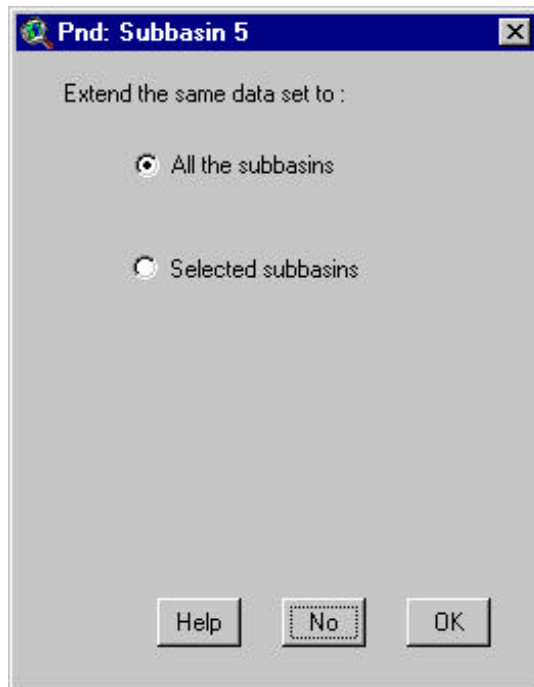 Pnd: Subbasin 5
Extend the same data set to :
All the subbasins
Selected subbasins
Help No OK